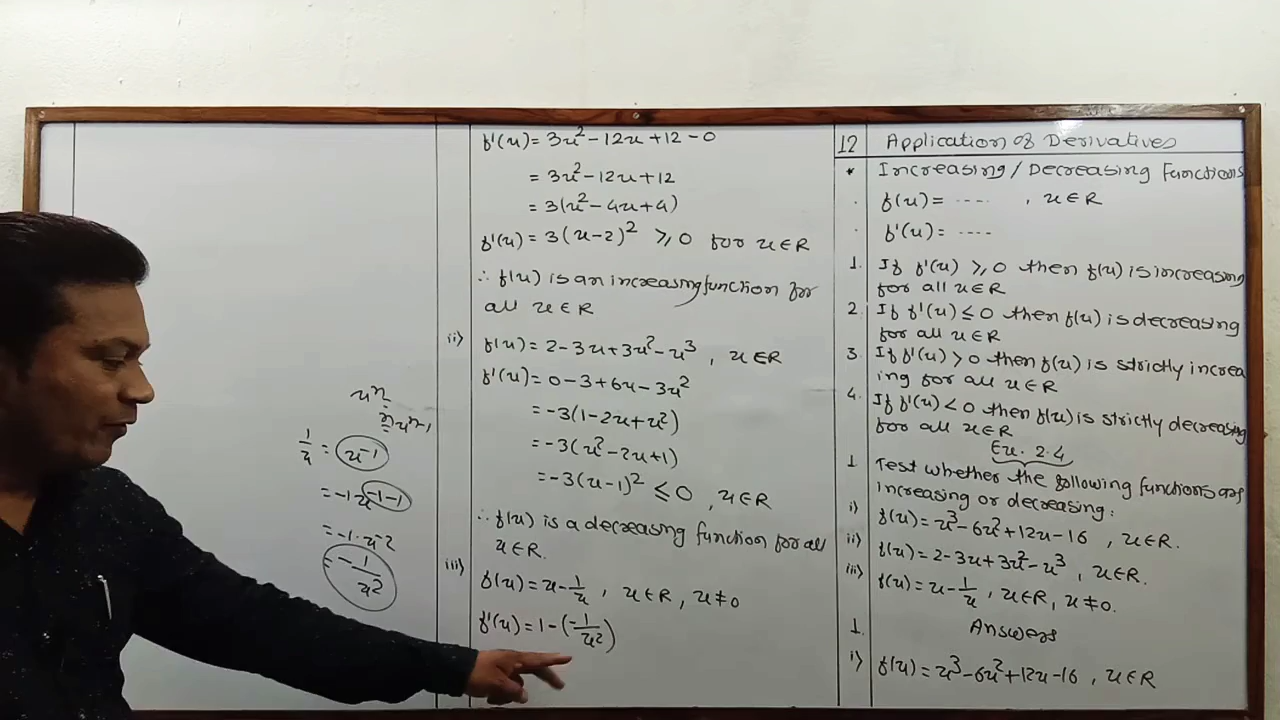 12 Application of Derivatives
* Increasing / Decreasing Functions
. f(x) = ---- , x ∈ R
. f'(x) = ----
1. If f'(x) ≥ 0 then f(x) is increasing
for all x ∈ R
2. If f'(x) ≤ 0 then f(x) is decreasing
for all x ∈ R
3. If f'(x) > 0 then f(x) is strictly increa
ing for all x ∈ R
4. If f'(x) < 0 then f(x) is strictly decreasing
for all x ∈ R
Ex. 2.4
1. Test whether the following functions are
increasing or decreasing:
i) f(x) = x³ - 6x² + 12x - 16 , x ∈ R.
ii) f(x) = 2 - 3x + 3x² - x³ , x ∈ R.
iii) f(x) = x - 1/x , x ∈ R, x ≠ 0.
1. Answers
i) f(x) = x³ - 6x² + 12x - 16 , x ∈ R
f'(x) = 3x² - 12x + 12 - 0
= 3x² - 12x + 12
= 3(x² - 4x + 4)
f'(x) = 3(x - 2)² ≥ 0 for x ∈ R
∴ f(x) is an increasing function for
all x ∈ R
ii) f(x) = 2 - 3x + 3x² - x³ , x ∈ R
f'(x) = 0 - 3 + 6x - 3x²
= -3(1 - 2x + x²)
= -3(x² - 2x + 1)
= -3(x - 1)² ≤ 0 , x ∈ R
∴ f(x) is a decreasing function for all
x ∈ R.
iii) f(x) = x - 1/x , x ∈ R , x ≠ 0
f'(x) = 1 - (-1/x²)
xⁿ
n xⁿ⁻¹
1/x = x⁻¹
= -1 x⁻¹⁻¹
= -1 · x⁻²
= -1/x²